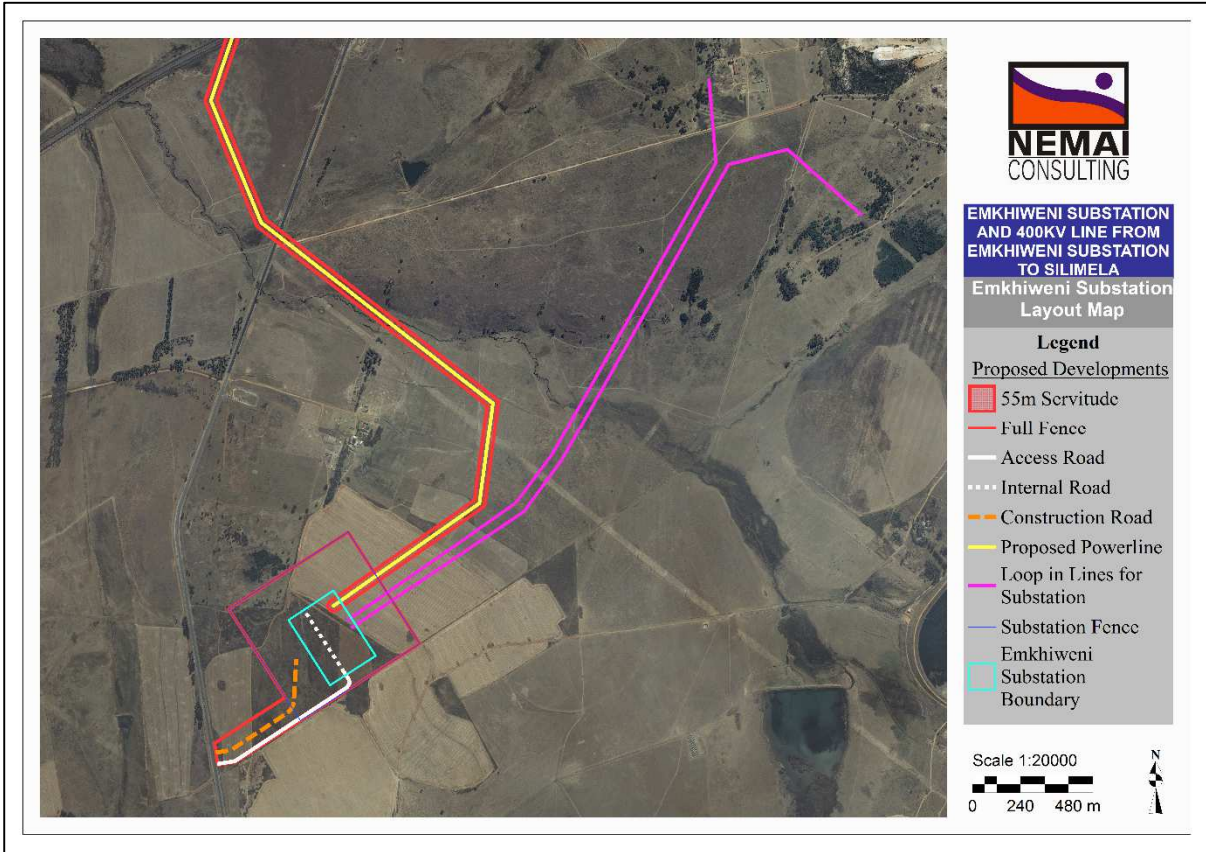 NEMAI
CONSULTING
EMKHIWENI SUBSTATION
AND 400KV LINE FROM
EMKHIWENI SUBSTATION
TO SILIMELA
Emkhiweni Substation
Layout Map
Legend
Proposed Developments
55m Servitude
Full Fence
Access Road
Internal Road
Construction Road
Proposed Powerline
Loop in Lines for
Substation
Substation Fence
Emkhiweni
Substation
Boundary
Scale 1:20000
0 240 480 m
N